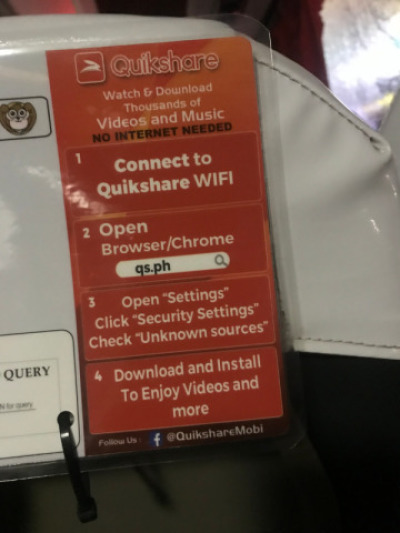 Quikshare
Watch & Download
Thousands of
Videos and Music
NO INTERNET NEEDED
1
Connect to
Quikshare WIFI
2 Open
Browser/Chrome
qs.ph
3 Open "Settings"
Click "Security Settings"
Check "Unknown sources"
4 Download and Install
To Enjoy Videos and
more
Follow Us : f @QuikshareMobi
QUERY
for query